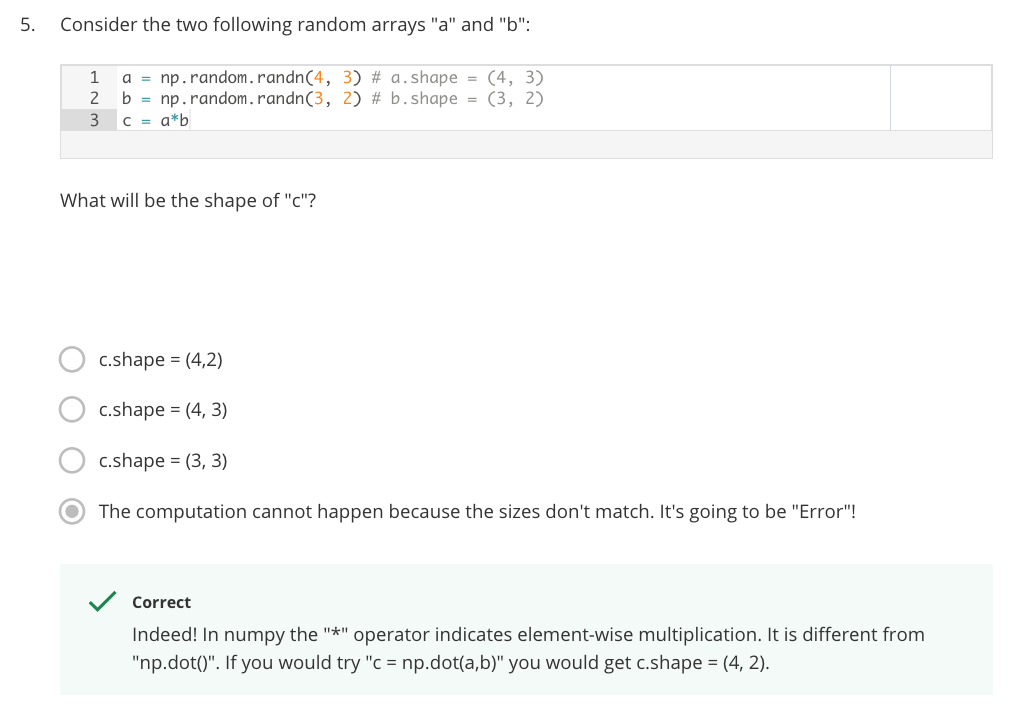 5. Consider the two following random arrays "a" and "b":
1 a = np.random.randn(4, 3) # a.shape = (4, 3)
2 b = np.random.randn(3, 2) # b.shape = (3, 2)
3 c = a*b
What will be the shape of "c"?
c.shape = (4,2)
c.shape = (4, 3)
c.shape = (3, 3)
The computation cannot happen because the sizes don't match. It's going to be "Error"!
Correct
Indeed! In numpy the "*" operator indicates element-wise multiplication. It is different from
"np.dot()". If you would try "c = np.dot(a,b)" you would get c.shape = (4, 2).